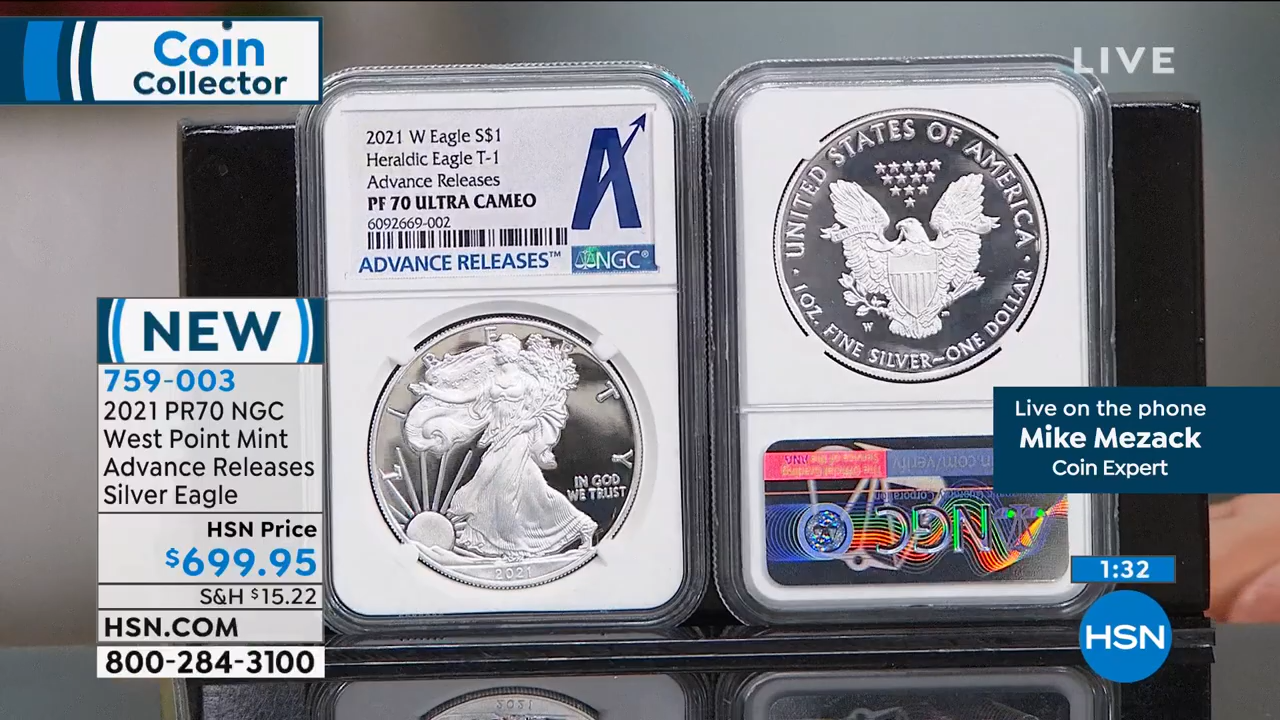 Coin
Collector
LIVE
2021 W Eagle S$1
Heraldic Eagle T-1
Advance Releases
PF 70 ULTRA CAMEO
6092669-002
ADVANCE RELEASES™
NGC®
A
LIBERTY
IN GOD
WE TRUST
2021
UNITED STATES OF AMERICA
1 OZ. FINE SILVER—ONE DOLLAR
W
NGC
NEW
759-003
2021 PR70 NGC
West Point Mint
Advance Releases
Silver Eagle
HSN Price
$699.95
S&H $15.22
HSN.COM
800-284-3100
Live on the phone
Mike Mezack
Coin Expert
1:32
HSN
2021